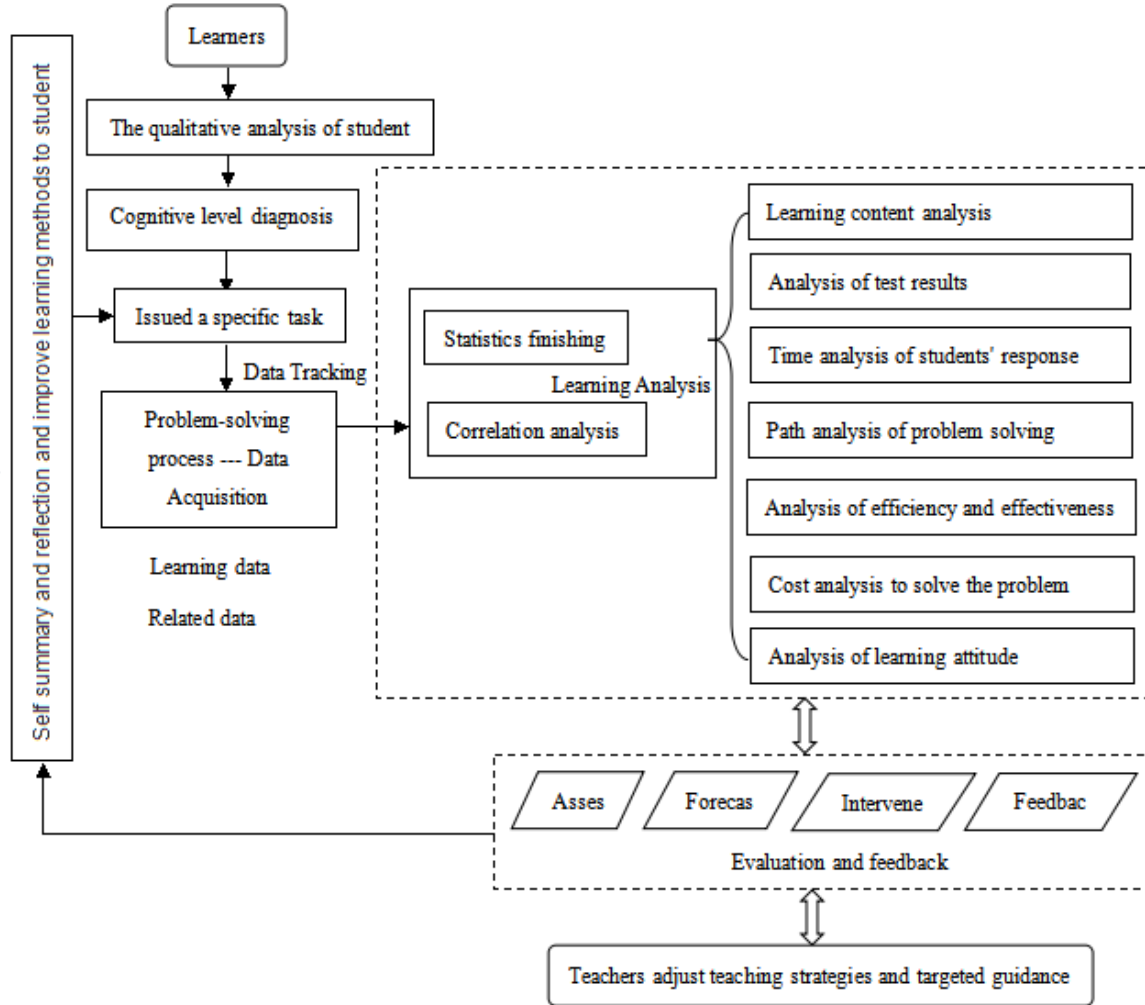 Learners
The qualitative analysis of student
Cognitive level diagnosis
Issued a specific task
Data Tracking
Problem-solving
process --- Data
Acquisition
Learning data
Related data
Self summary and reflection and improve learning methods to student
Statistics finishing
Learning Analysis
Correlation analysis
Learning content analysis
Analysis of test results
Time analysis of students' response
Path analysis of problem solving
Analysis of efficiency and effectiveness
Cost analysis to solve the problem
Analysis of learning attitude
Asses
Forecas
Intervene
Feedbac
Evaluation and feedback
Teachers adjust teaching strategies and targeted guidance